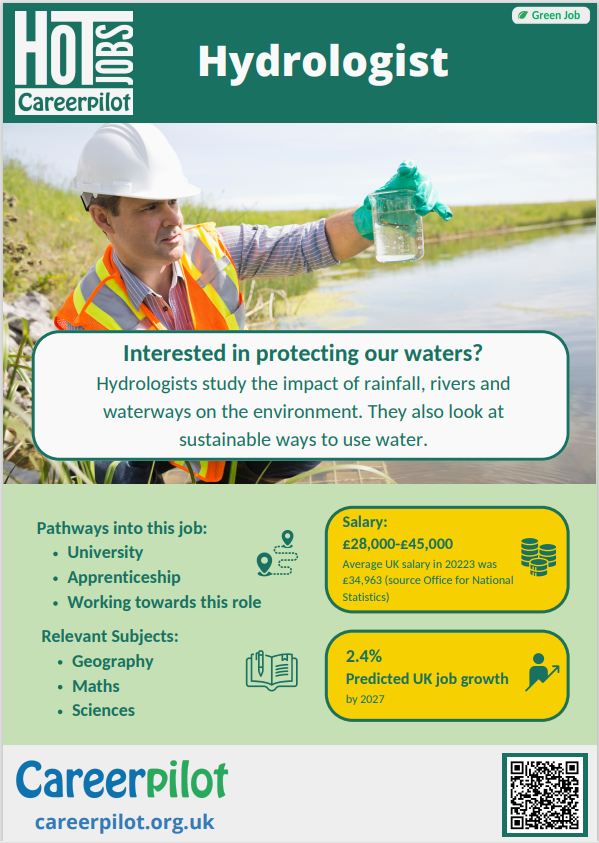 HOT JOBS
Careerpilot
Green Job
Hydrologist
Interested in protecting our waters?
Hydrologists study the impact of rainfall, rivers and
waterways on the environment. They also look at
sustainable ways to use water.
Pathways into this job:
• University
• Apprenticeship
• Working towards this role
Relevant Subjects:
• Geography
• Maths
• Sciences
Salary:
£28,000-£45,000
Average UK salary in 20223 was
£34,963 (source Office for National
Statistics)
2.4%
Predicted UK job growth
by 2027
Careerpilot
careerpilot.org.uk